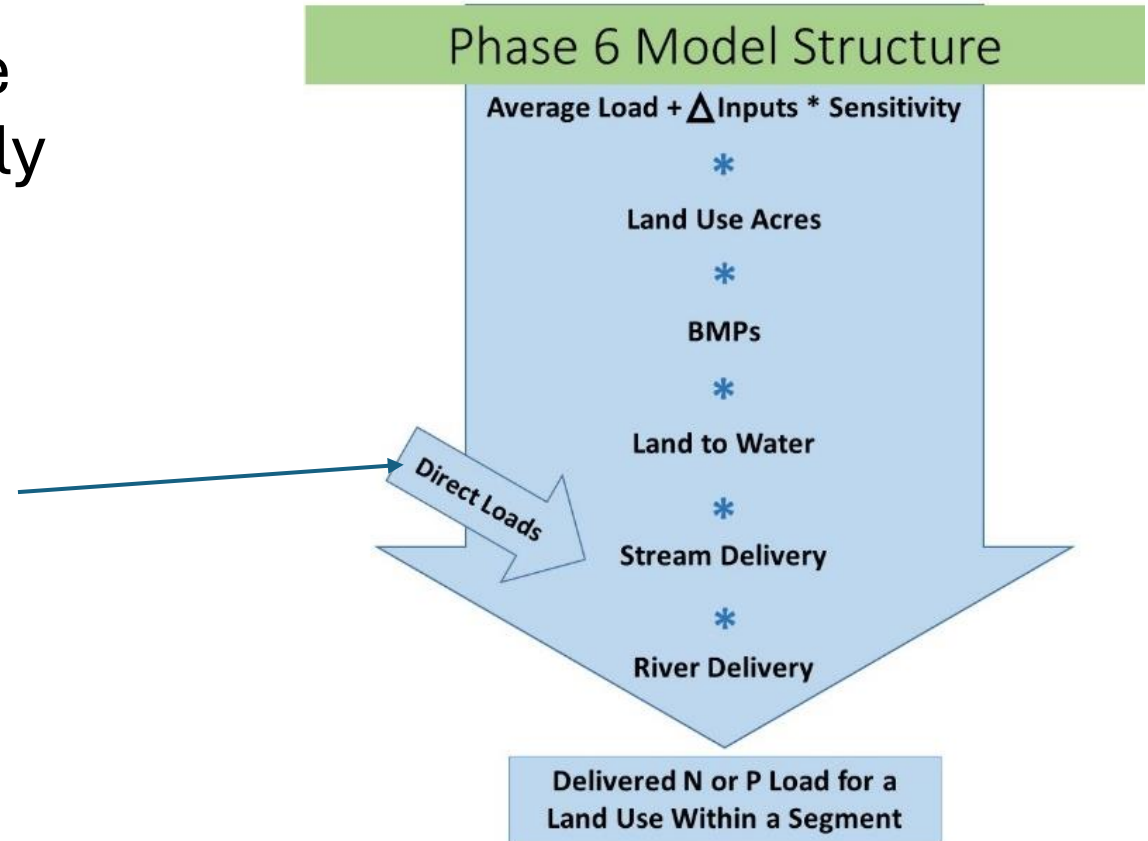 Phase 6 Model Structure
Average Load + Δ Inputs * Sensitivity
*
Land Use Acres
*
BMPs
*
Land to Water
Direct Loads
*
Stream Delivery
*
River Delivery
Delivered N or P Load for a
Land Use Within a Segment